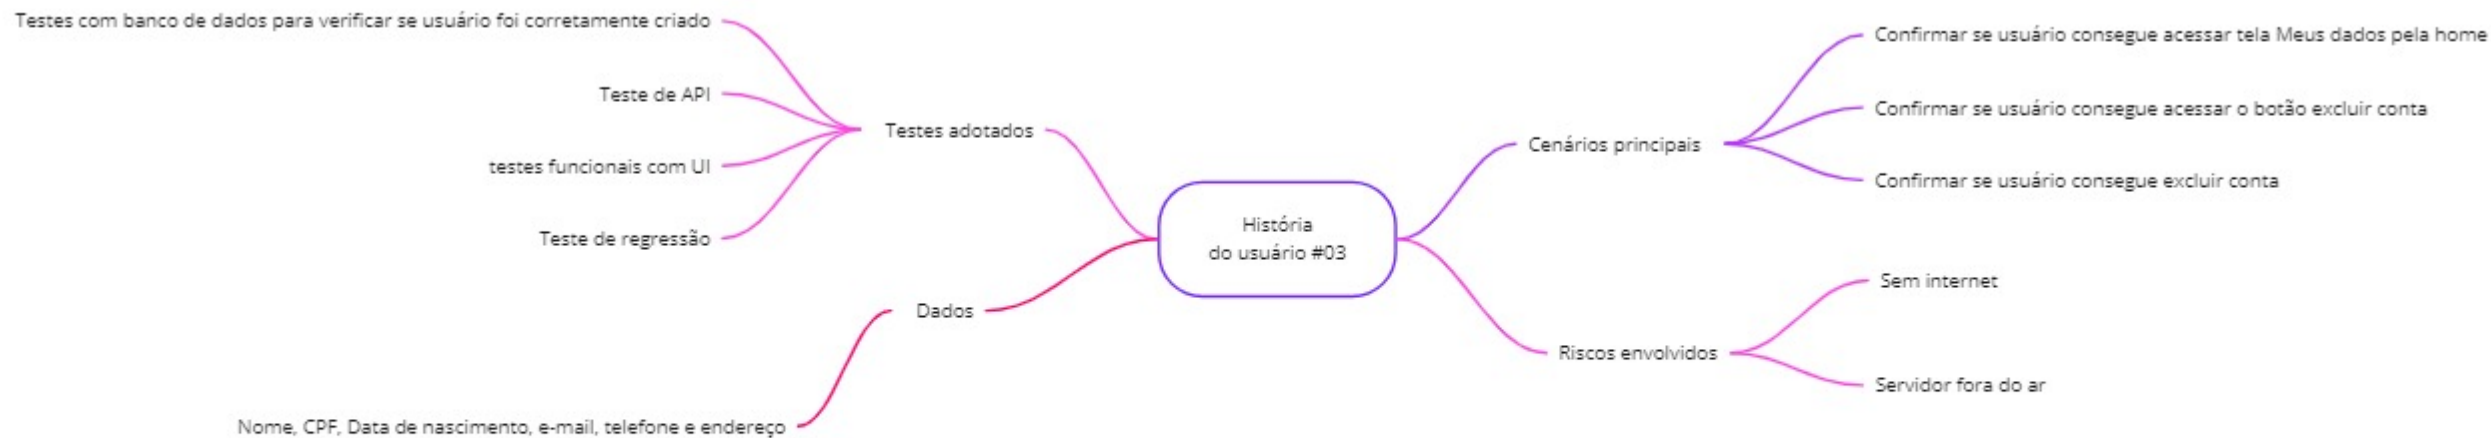 Testes com banco de dados para verificar se usuário foi corretamente criado
Teste de API
testes funcionais com UI
Teste de regressão
Testes adotados
Dados
Nome, CPF, Data de nascimento, e-mail, telefone e endereço
História
do usuário #03
Cenários principais
Confirmar se usuário consegue acessar tela Meus dados pela home
Confirmar se usuário consegue acessar o botão excluir conta
Confirmar se usuário consegue excluir conta
Riscos envolvidos
Sem internet
Servidor fora do ar